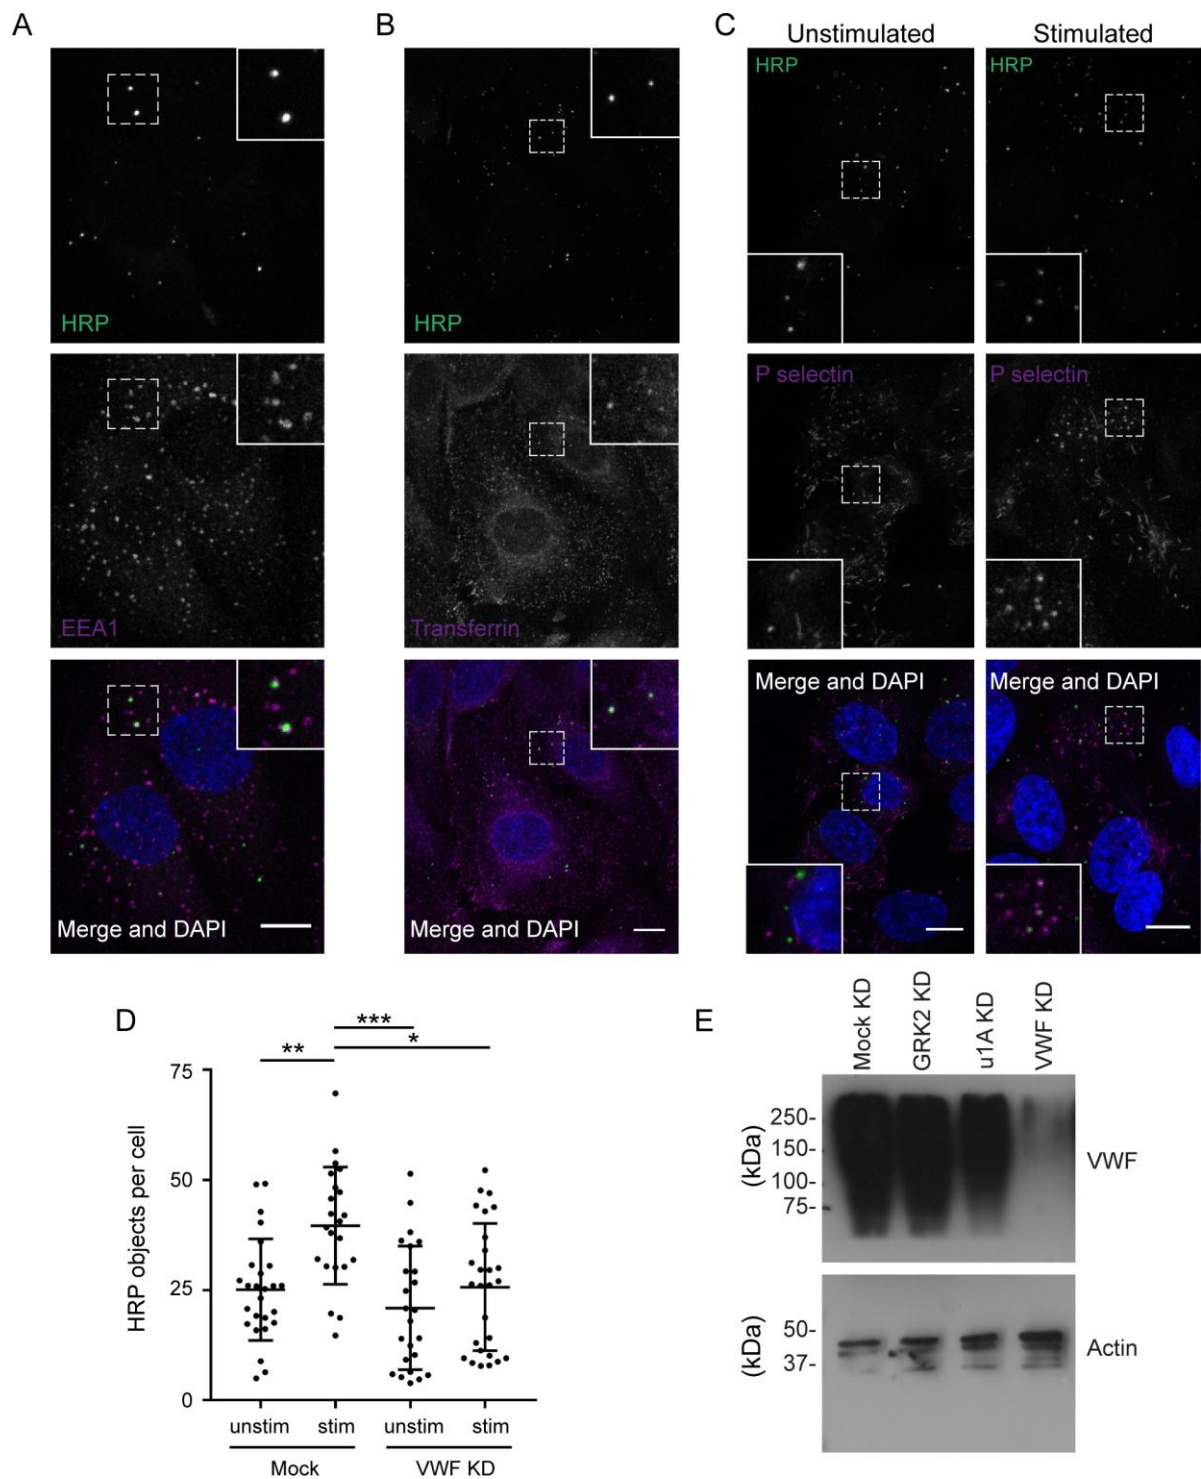 A
B
C
Unstimulated
Stimulated
HRP
HRP
HRP
HRP
EEA1
Transferrin
P selectin
P selectin
Merge and DAPI
Merge and DAPI
Merge and DAPI
Merge and DAPI
D
***
*
**
75
50
25
0
HRP objects per cell
unstim
stim
unstim
stim
Mock
VWF KD
E
Mock KD
GRK2 KD
u1A KD
VWF KD
(kDa)
250-
150-
100-
75-
VWF
(kDa)
50-
37-
Actin